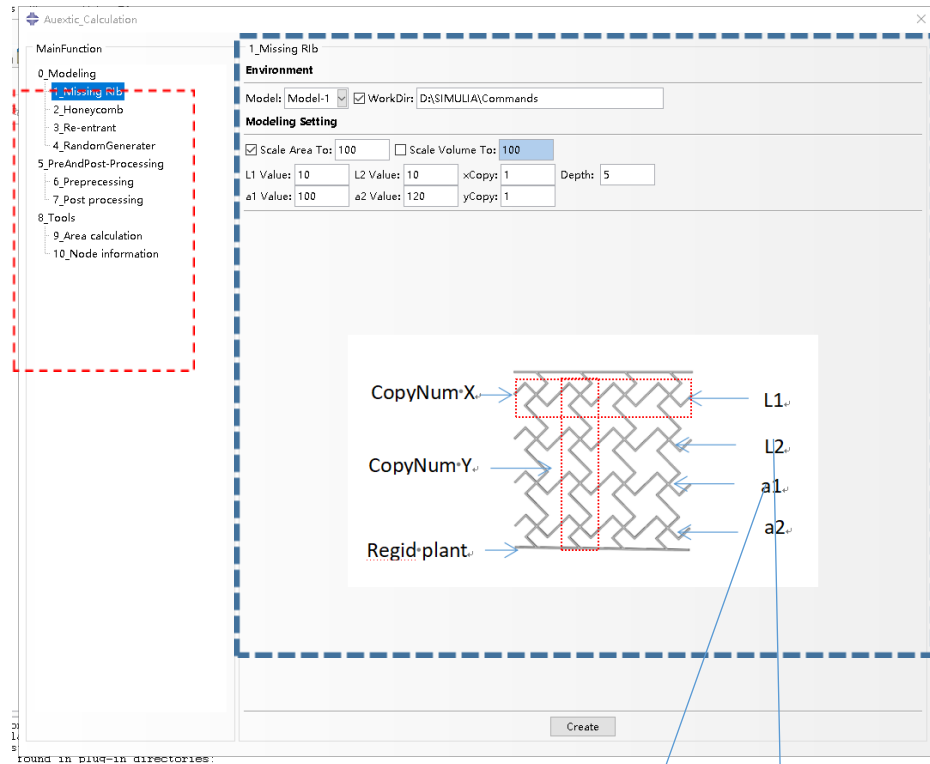 Auextic_Calculation
MainFunction
0_Modeling
1_Missing RIb
2_Honeycomb
3_Re-entrant
4_RandomGenerater
5_PreAndPost-Processing
6_Preprecessing
7_Post processing
8_Tools
9_Area calculation
10_Node information
1_Missing RIb
Environment
Model: Model-1 WorkDir: D:\SIMULIA\Commands
Modeling Setting
Scale Area To: 100 Scale Volume To: 100
L1 Value: 10 L2 Value: 10 xCopy: 1 Depth: 5
a1 Value: 100 a2 Value: 120 yCopy: 1
CopyNum X
L1
L2
CopyNum Y
a1
a2
Regid plant
Create
found in plug-in directories: